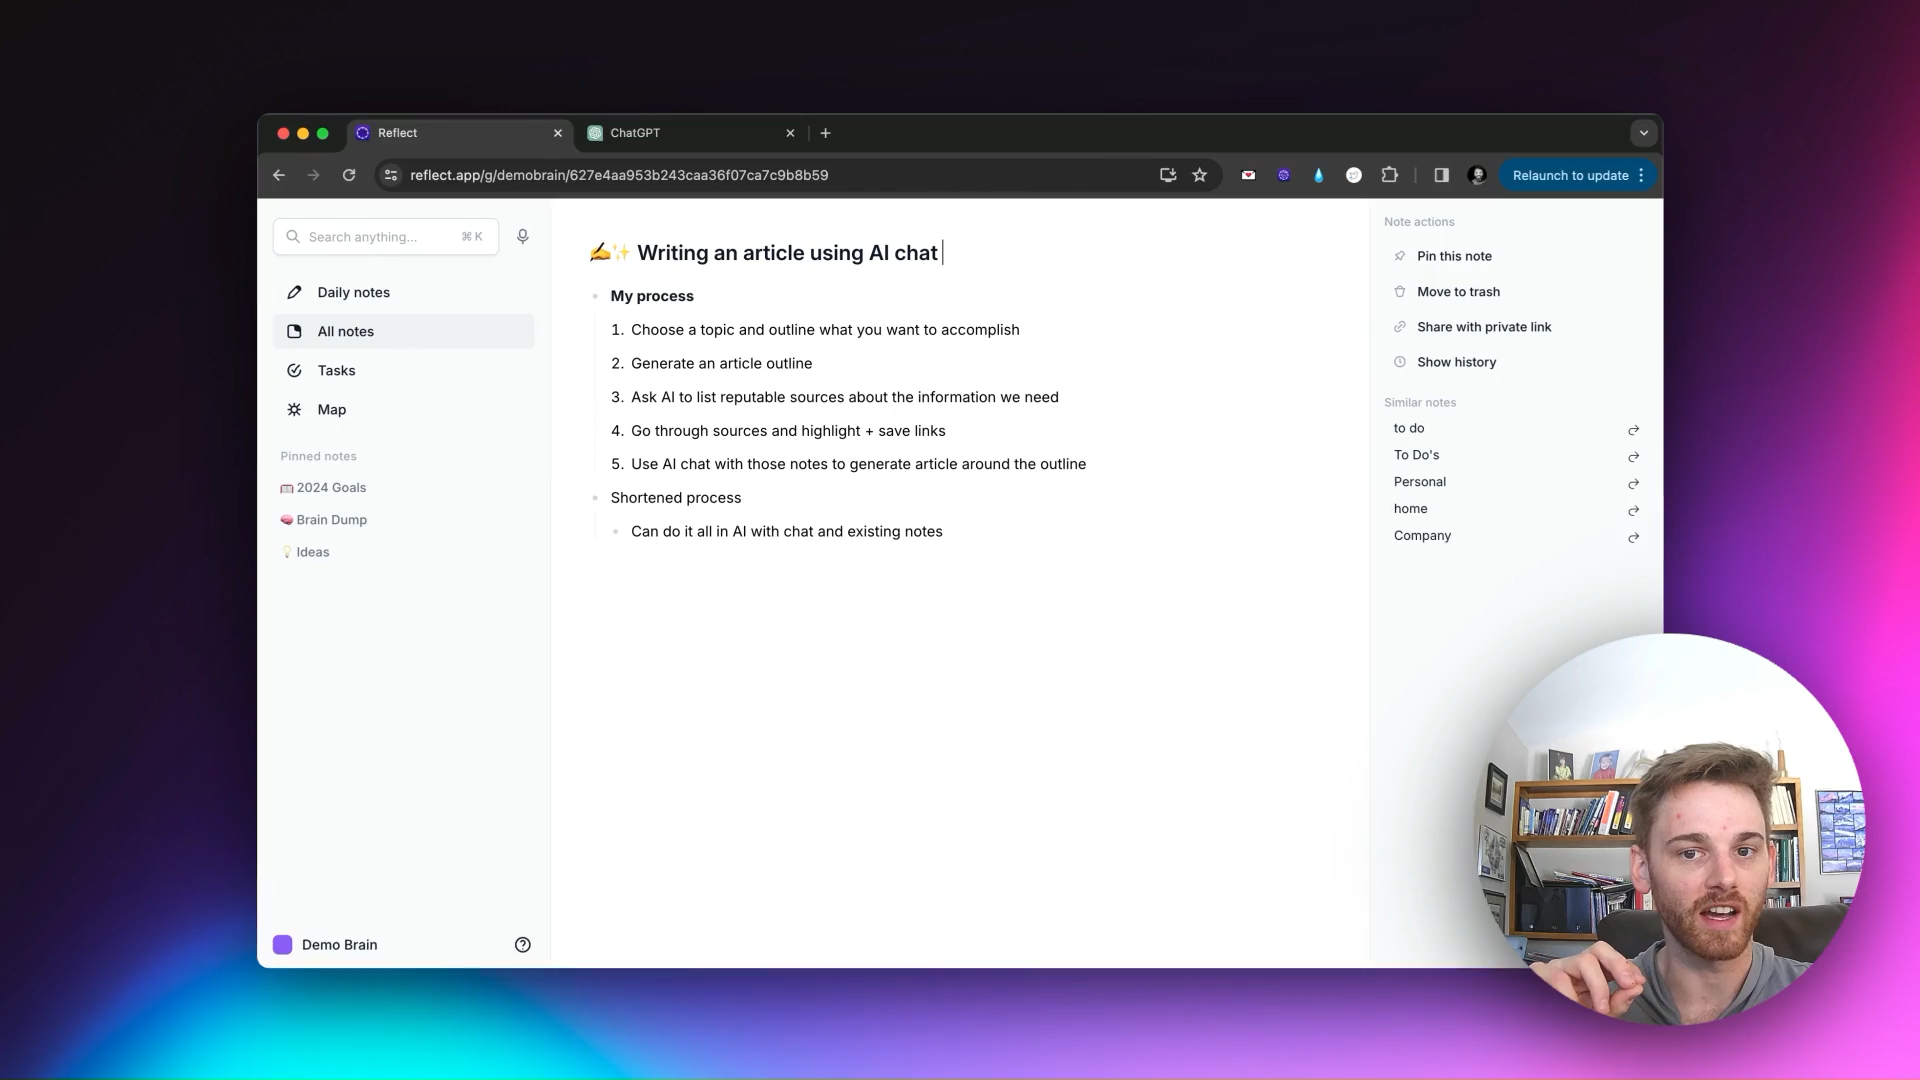 Reflect
ChatGPT
reflect.app/g/demobrain/627e4aa953b243caa36f07ca7c9b8b59
Relaunch to update
Search anything... ⌘ K
Daily notes
All notes
Tasks
Map
Pinned notes
📖 2024 Goals
🧠 Brain Dump
💡 Ideas
Demo Brain
✍️✨ Writing an article using AI chat
My process
1. Choose a topic and outline what you want to accomplish
2. Generate an article outline
3. Ask AI to list reputable sources about the information we need
4. Go through sources and highlight + save links
5. Use AI chat with those notes to generate article around the outline
Shortened process
Can do it all in AI with chat and existing notes
Note actions
Pin this note
Move to trash
Share with private link
Show history
Similar notes
to do
To Do's
Personal
home
Company